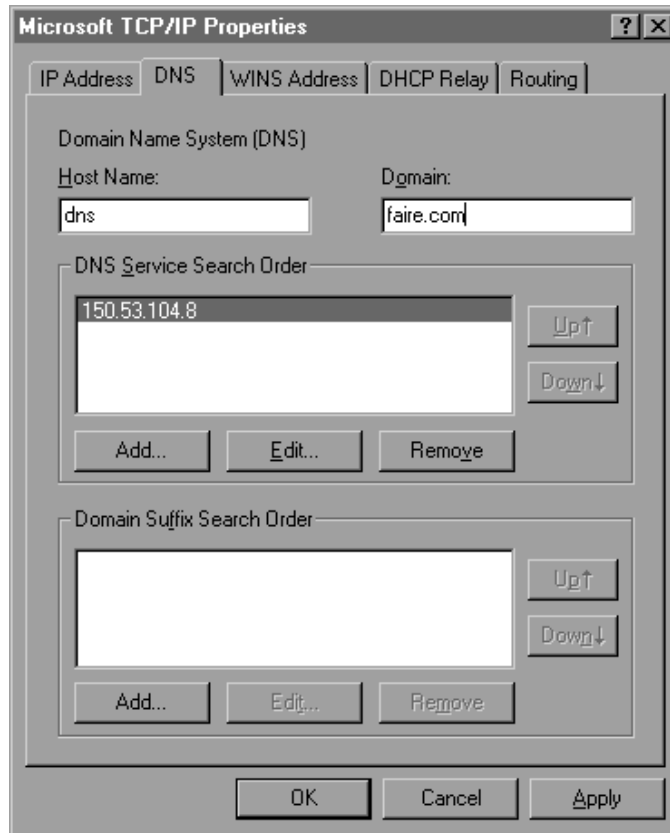 Microsoft TCP/IP Properties
?
IP Address DNS WINS Address DHCP Relay Routing
Domain Name System (DNS)
Host Name: Domain:
dns faire.com
DNS Service Search Order
150.53.104.8
Up↑
Down↓
Add... Edit... Remove
Domain Suffix Search Order
Up↑
Down↓
Add... Edit... Remove
OK Cancel Apply